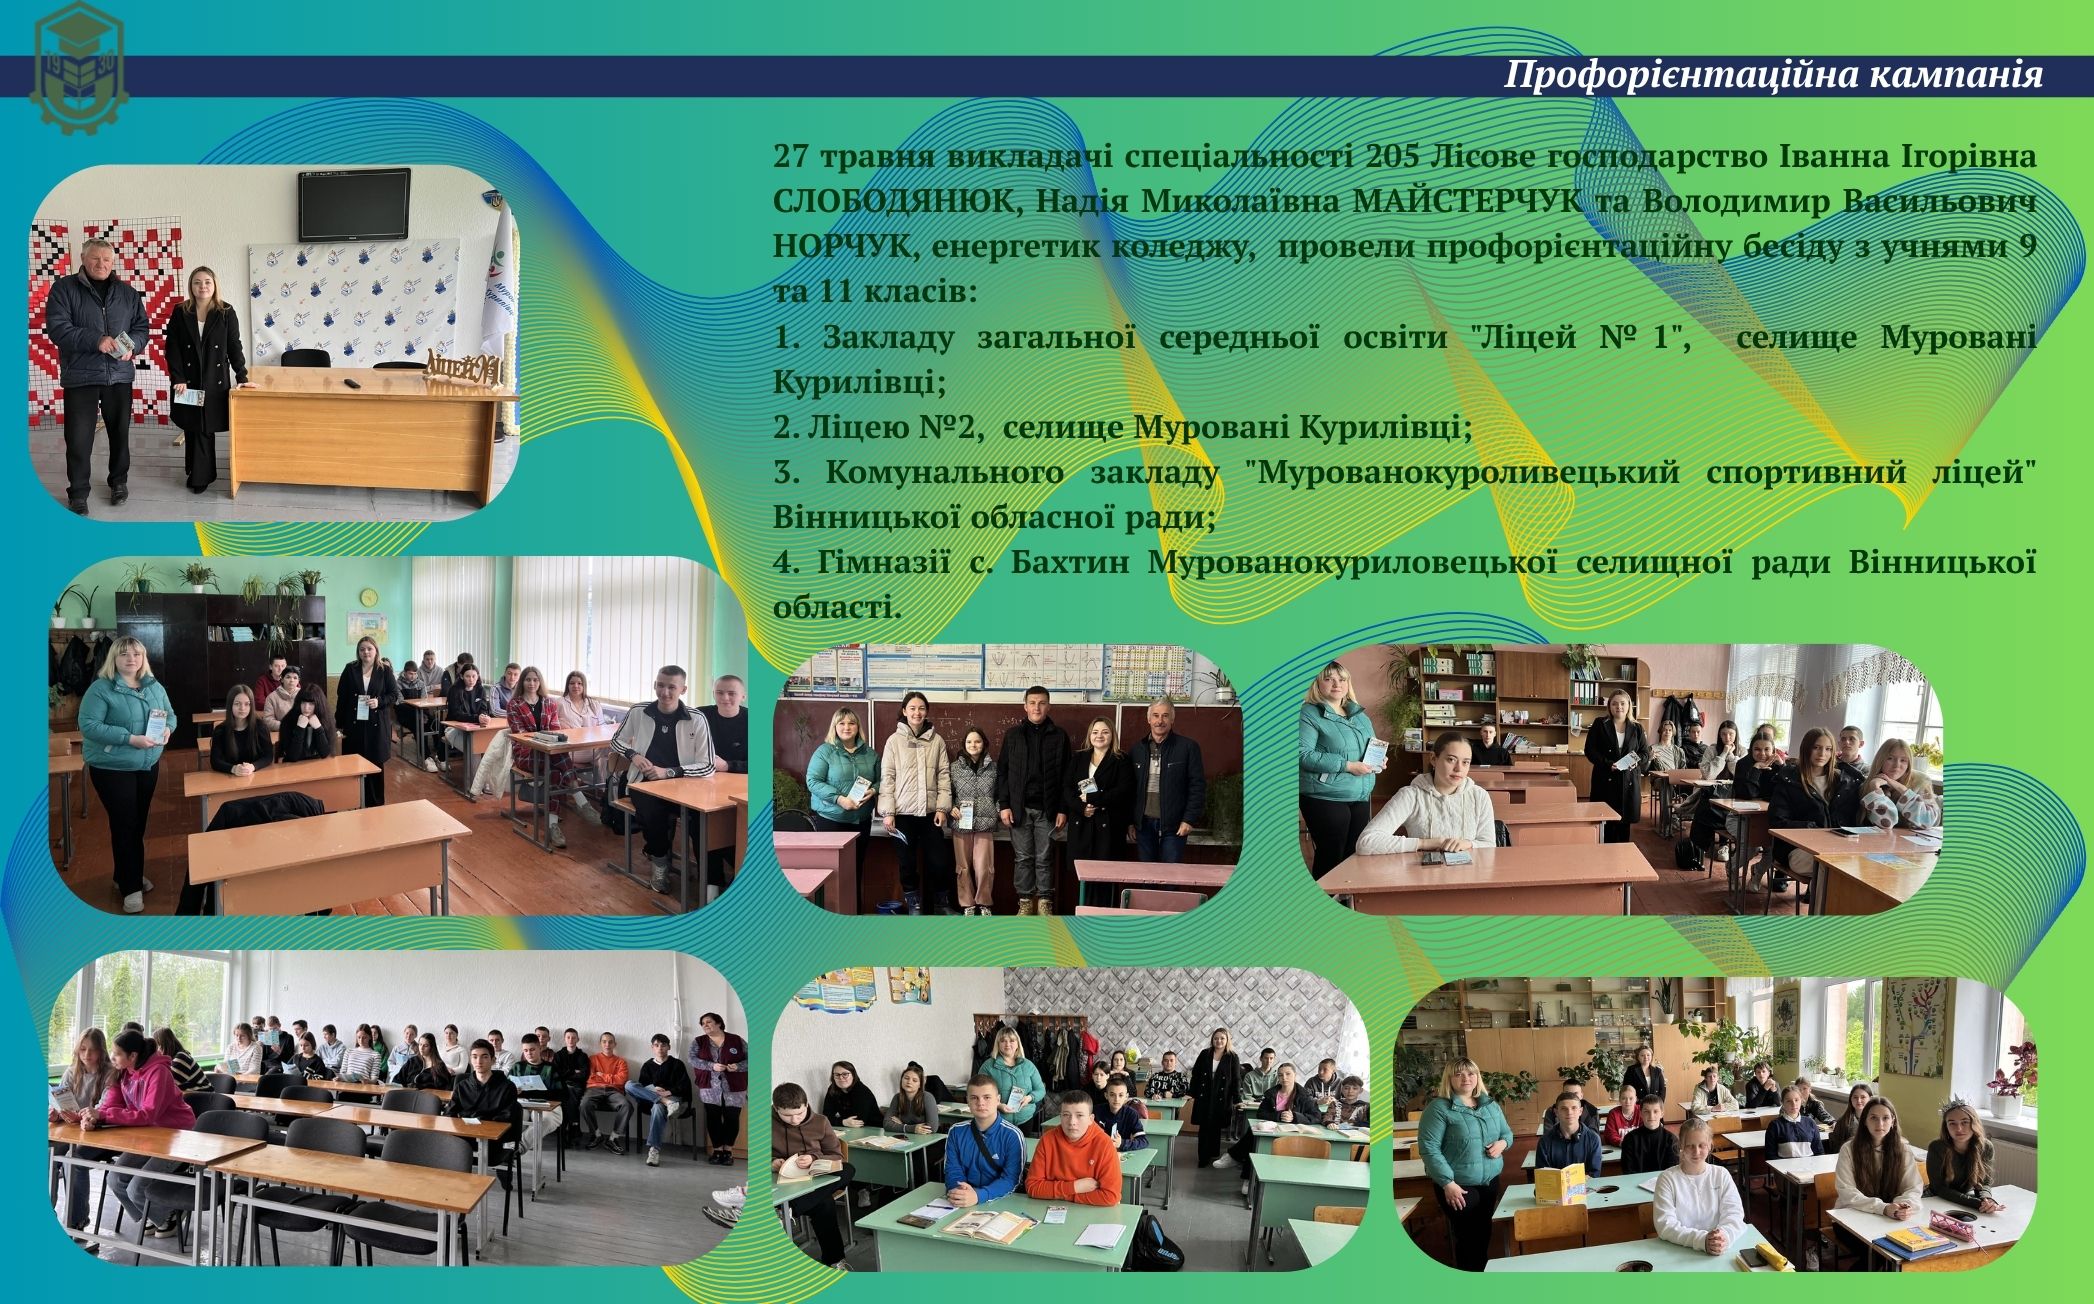 19 30
Профорієнтаційна кампанія
27 травня викладачі спеціальності 205 Лісове господарство Іванна Ігорівна
СЛОБОДЯНЮК, Надія Миколаївна МАЙСТЕРЧУК та Володимир Васильович
НОРЧУК, енергетик коледжу, провели профорієнтаційну бесіду з учнями 9
та 11 класів:
1. Закладу загальної середньої освіти "Ліцей № 1", селище Муровані
Курилівці;
2. Ліцею №2, селище Муровані Курилівці;
3. Комунального закладу "Мурованокуроливецький спортивний ліцей"
Вінницької обласної ради;
4. Гімназії с. Бахтин Мурованокуриловецької селищної ради Вінницької
області.
ЛІЦЕЙ №1